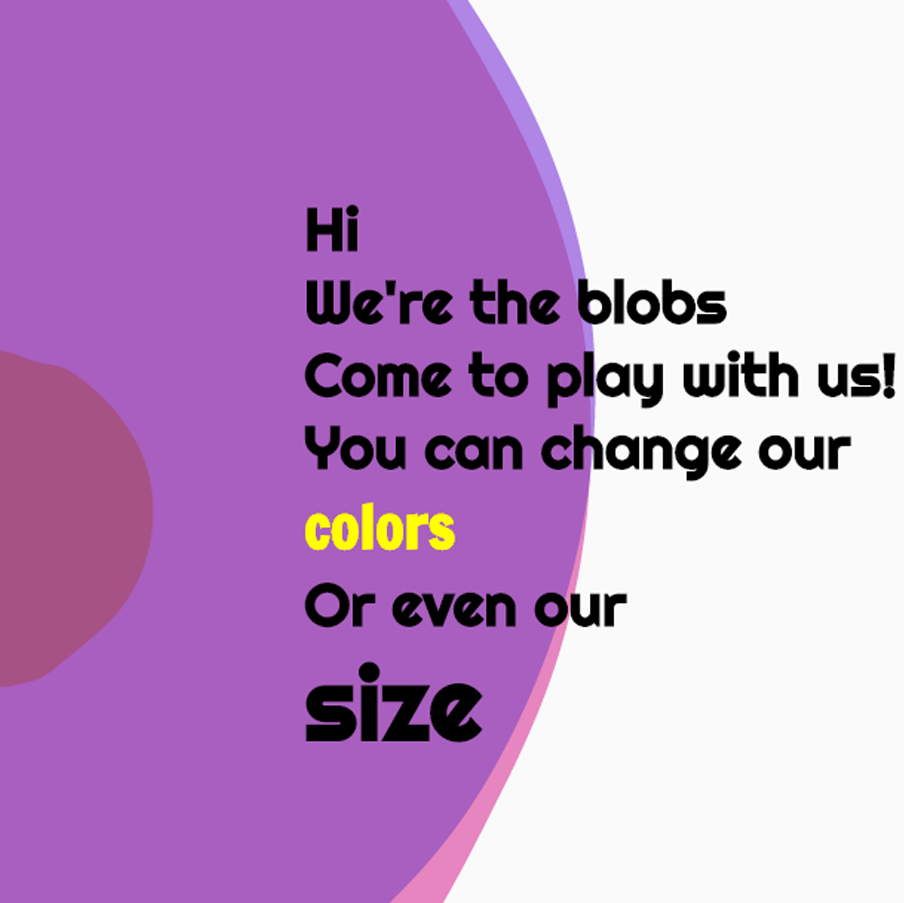 Hi
We're the blobs
Come to play with us!
You can change our
colors
Or even our
size